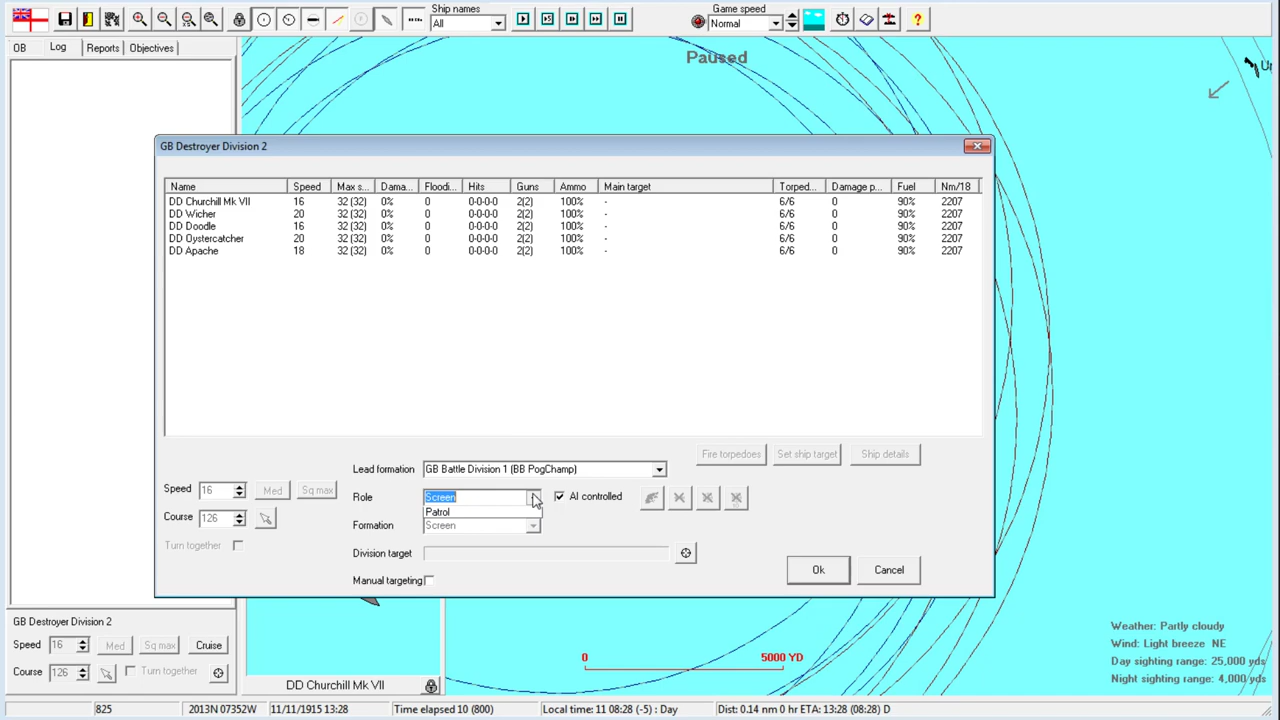 Ship names
All
Game speed
Normal
?
OB Log Reports Objectives
Paused
GB Destroyer Division 2
Name Speed Max s... Dama... Floodi... Hits Guns Ammo Main target Torped... Damage p... Fuel Nm/18
DD Churchill Mk VII 16 32 (32) 0% 0 0-0-0-0 2(2) 100% - 6/6 0 90% 2207
DD Wicher 20 32 (32) 0% 0 0-0-0-0 2(2) 100% - 6/6 0 90% 2207
DD Doodle 16 32 (32) 0% 0 0-0-0-0 2(2) 100% - 6/6 0 90% 2207
DD Oystercatcher 20 32 (32) 0% 0 0-0-0-0 2(2) 100% - 6/6 0 90% 2207
DD Apache 18 32 (32) 0% 0 0-0-0-0 2(2) 100% - 6/6 0 90% 2207
Fire torpedoes Set ship target Ship details
Lead formation GB Battle Division 1 (BB PogChamp)
Speed 16 Med Sq max
Role Screen AI controlled
Patrol
Course 126
Formation Screen
Turn together
Division target
Ok Cancel
Manual targeting
GB Destroyer Division 2
Speed 16 Med Sq max Cruise
Course 126 Turn together
DD Churchill Mk VII
0 5000 YD
Weather: Partly cloudy
Wind: Light breeze NE
Day sighting range: 25,000 yds
Night sighting range: 4,000 yds
825 2013N 07352W 11/11/1915 13:28 Time elapsed 10 (800) Local time: 11 08:28 (-5) : Day Dist: 0.14 nm 0 hr ETA: 13:28 (08:28) D